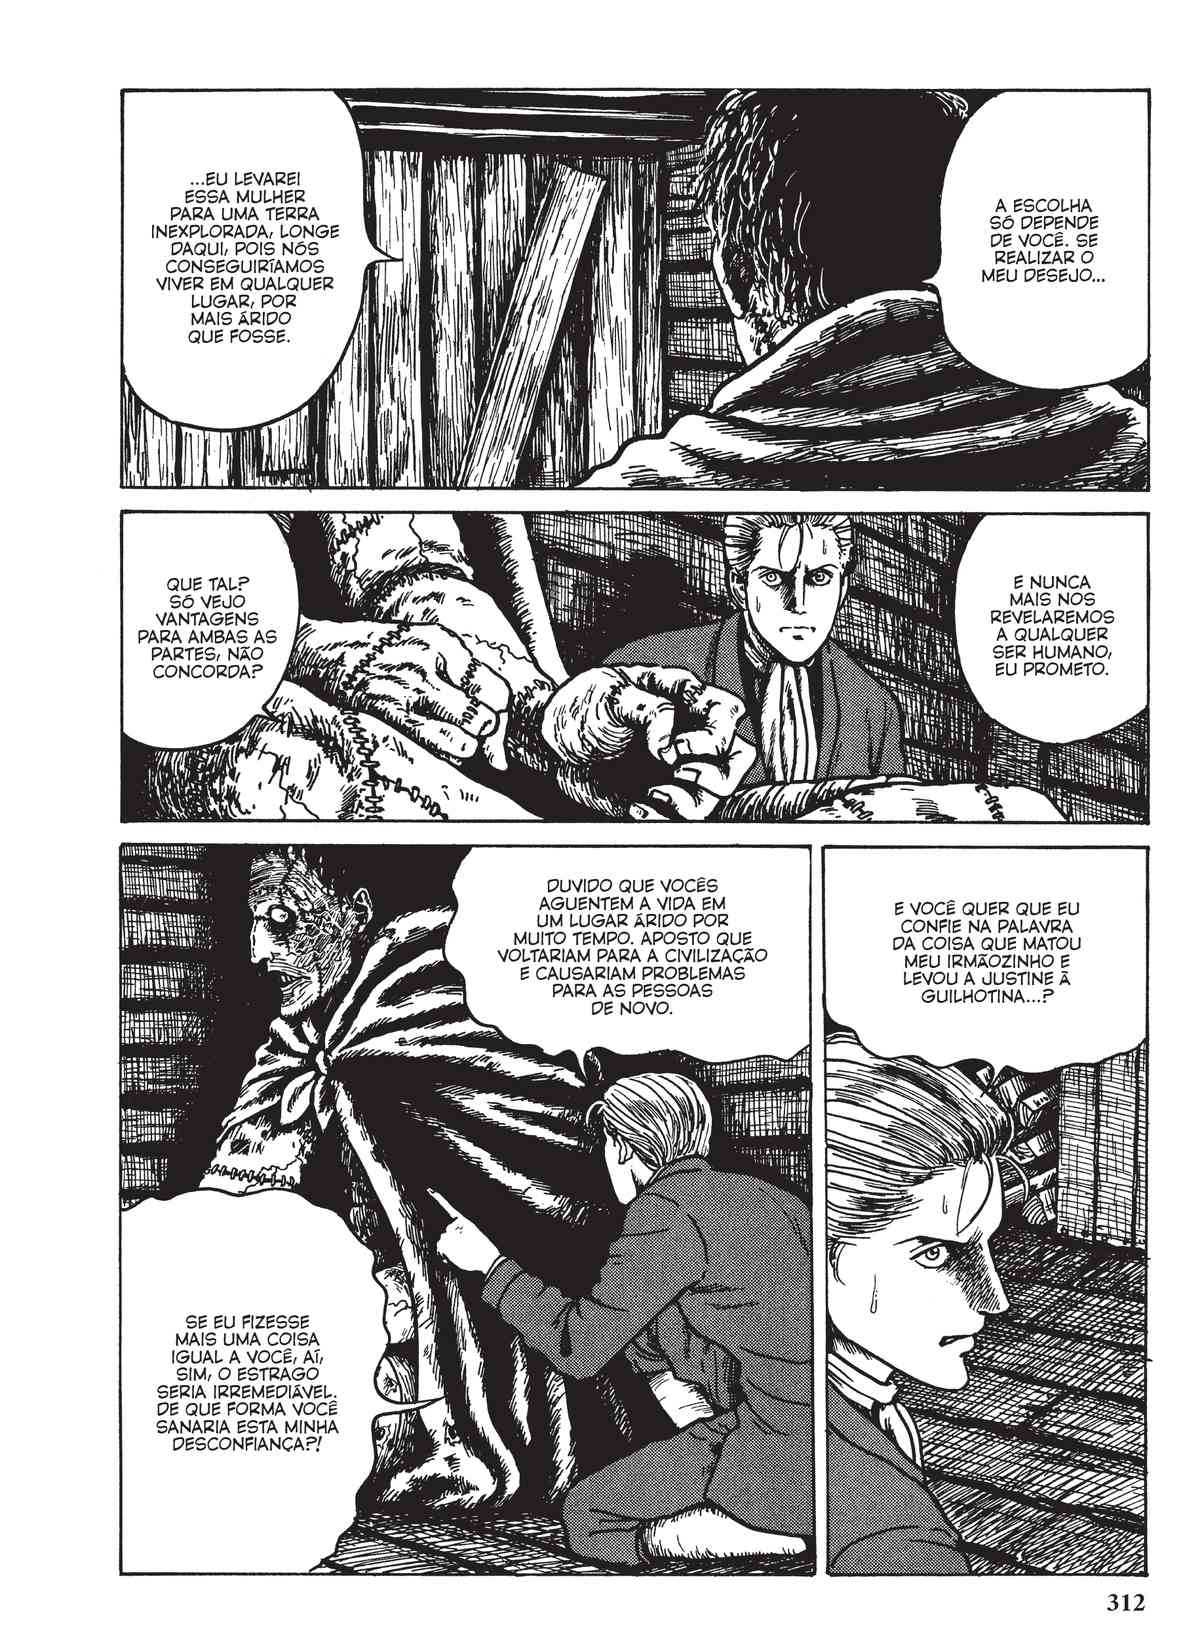 A ESCOLHA
SÓ DEPENDE
DE VOCÊ. SE
REALIZAR O
MEU DESEJO...
...EU LEVAREI
ESSA MULHER
PARA UMA TERRA
INEXPLORADA, LONGE
DAQUI, POIS NÓS
CONSEGUIRÍAMOS
VIVER EM QUALQUER
LUGAR, POR
MAIS ÁRIDO
QUE FOSSE.
E NUNCA
MAIS NOS
REVELAREMOS
A QUALQUER
SER HUMANO,
EU PROMETO.
QUE TAL?
SÓ VEJO
VANTAGENS
PARA AMBAS AS
PARTES, NÃO
CONCORDA?
E VOCÊ QUER QUE EU
CONFIE NA PALAVRA
DA COISA QUE MATOU
MEU IRMÃOZINHO E
LEVOU A JUSTINE À
GUILHOTINA...?
DUVIDO QUE VOCÊS
AGUENTEM A VIDA EM
UM LUGAR ÁRIDO POR
MUITO TEMPO. APOSTO QUE
VOLTARIAM PARA A CIVILIZAÇÃO
E CAUSARIAM PROBLEMAS
PARA AS PESSOAS
DE NOVO.
SE EU FIZESSE
MAIS UMA COISA
IGUAL A VOCÊ, AÍ,
SIM, O ESTRAGO
SERIA IRREMEDIÁVEL.
DE QUE FORMA VOCÊ
SANARIA ESTA MINHA
DESCONFIANÇA?!
312